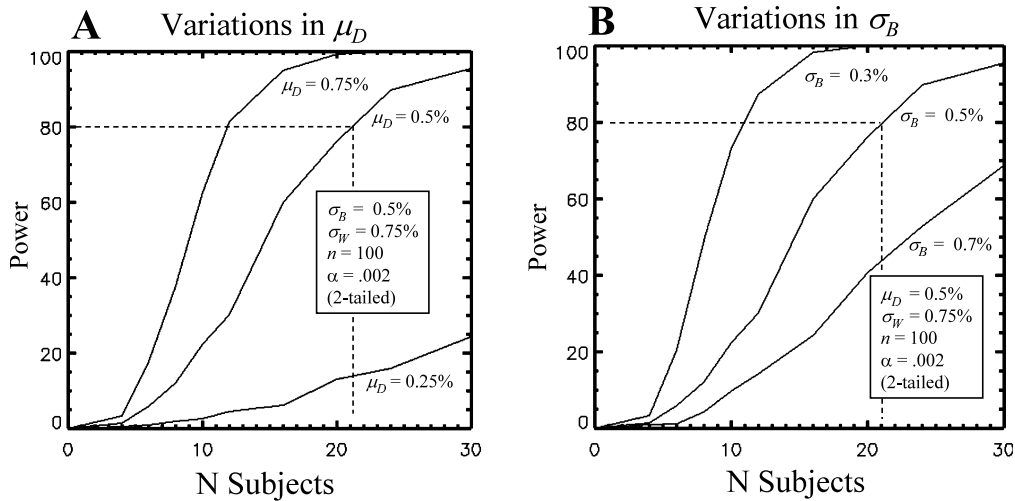 A
Variations in μD
100
80
60
40
20
0
0
10
20
30
Power
N Subjects
μD = 0.75%
μD = 0.5%
μD = 0.25%
σB = 0.5%
σW = 0.75%
n = 100
α = .002
(2-tailed)
B
Variations in σB
100
80
60
40
20
0
0
10
20
30
Power
N Subjects
σB = 0.3%
σB = 0.5%
σB = 0.7%
μD = 0.5%
σW = 0.75%
n = 100
α = .002
(2-tailed)